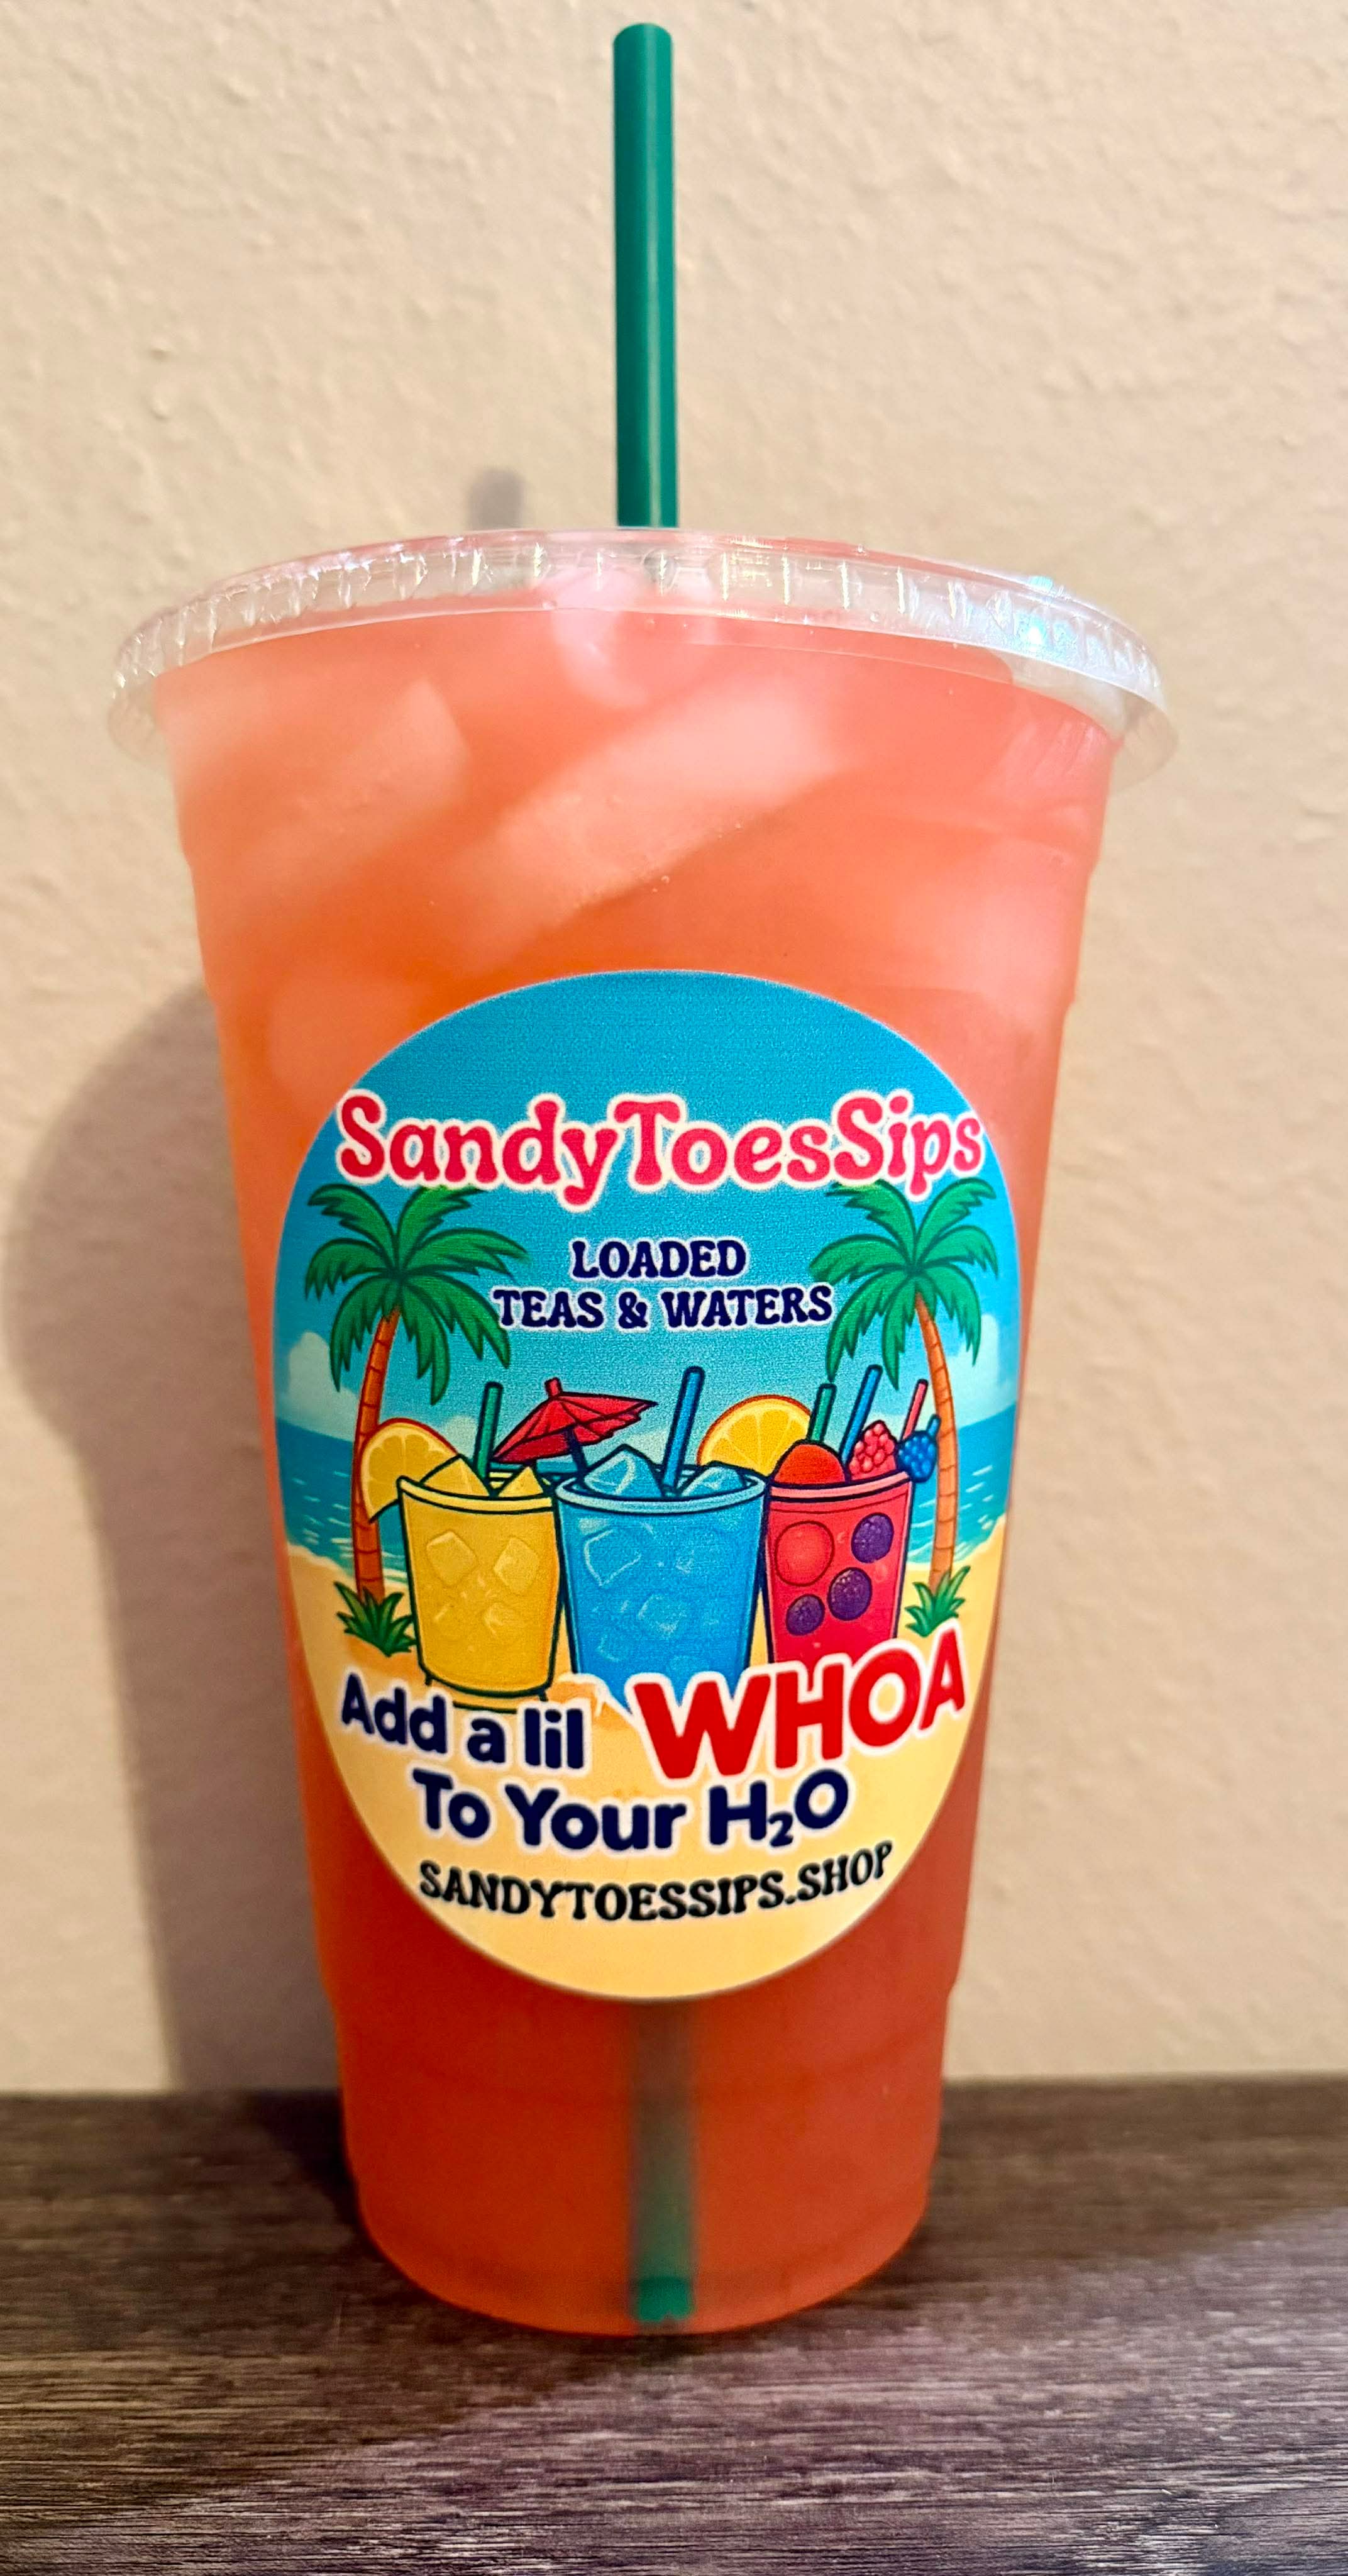 SandyToesSips
LOADED
TEAS & WATERS
Add a lil WHOA
To Your H₂O
SANDYTOESSIPS.SHOP